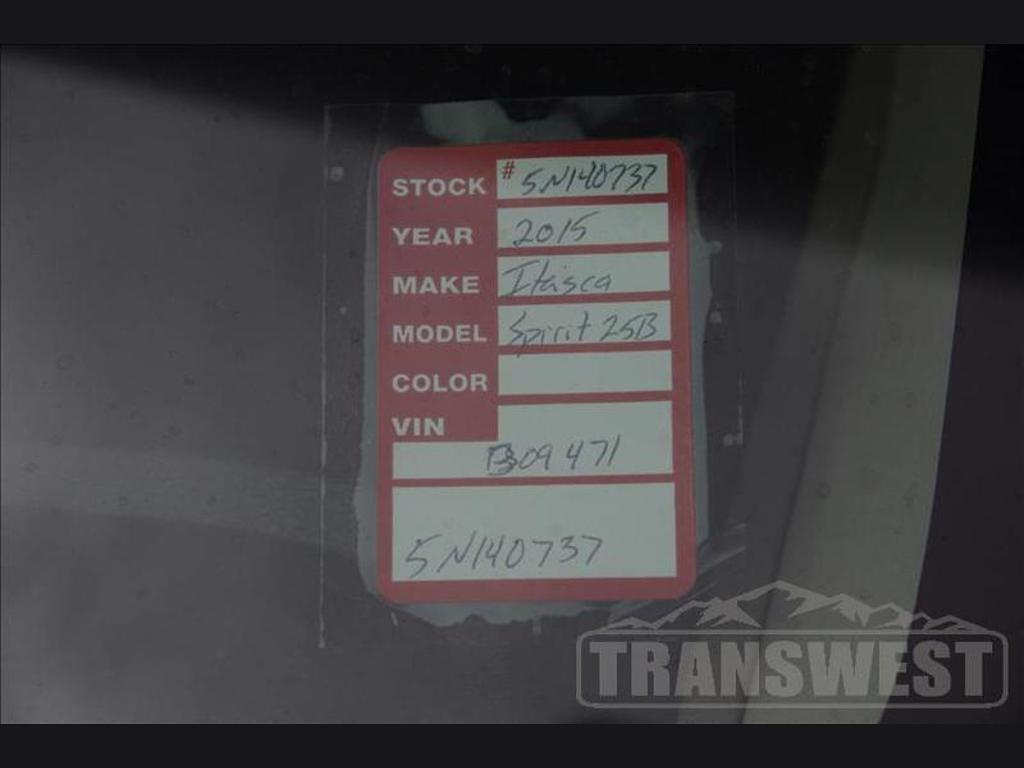 STOCK # 5N140737
YEAR 2015
MAKE Itasca
MODEL Spirit 25B
COLOR
VIN
B09471
5N140737
TRANSWEST